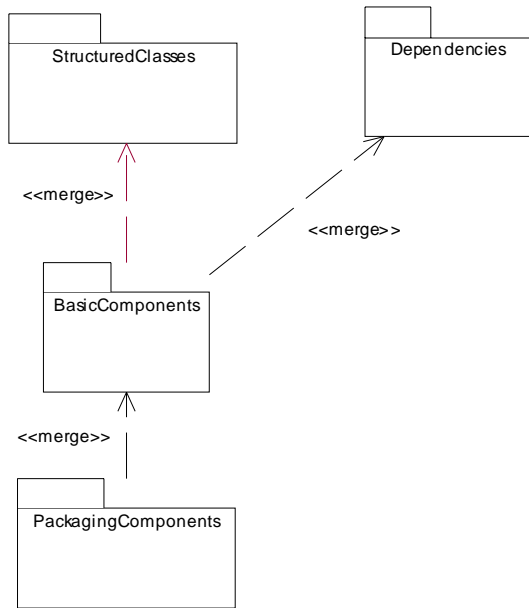 StructuredClasses
Dependencies
<<merge>>
<<merge>>
BasicComponents
<<merge>>
PackagingComponents